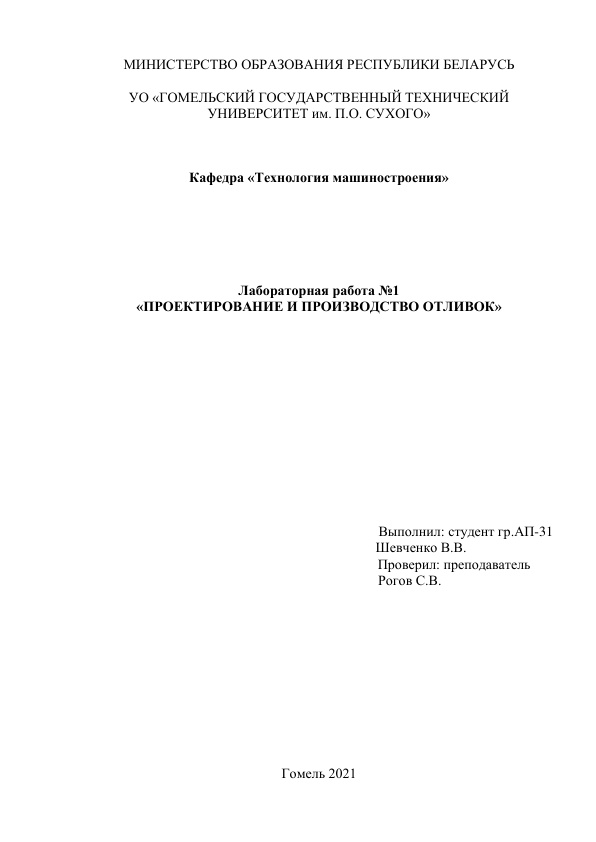 МИНИСТЕРСТВО ОБРАЗОВАНИЯ РЕСПУБЛИКИ БЕЛАРУСЬ
УО «ГОМЕЛЬСКИЙ ГОСУДАРСТВЕННЫЙ ТЕХНИЧЕСКИЙ
УНИВЕРСИТЕТ им. П.О. СУХОГО»
Кафедра «Технология машиностроения»
Лабораторная работа №1
«ПРОЕКТИРОВАНИЕ И ПРОИЗВОДСТВО ОТЛИВОК»
Выполнил: студент гр.АП-31
Шевченко В.В.
Проверил: преподаватель
Рогов С.В.
Гомель 2021